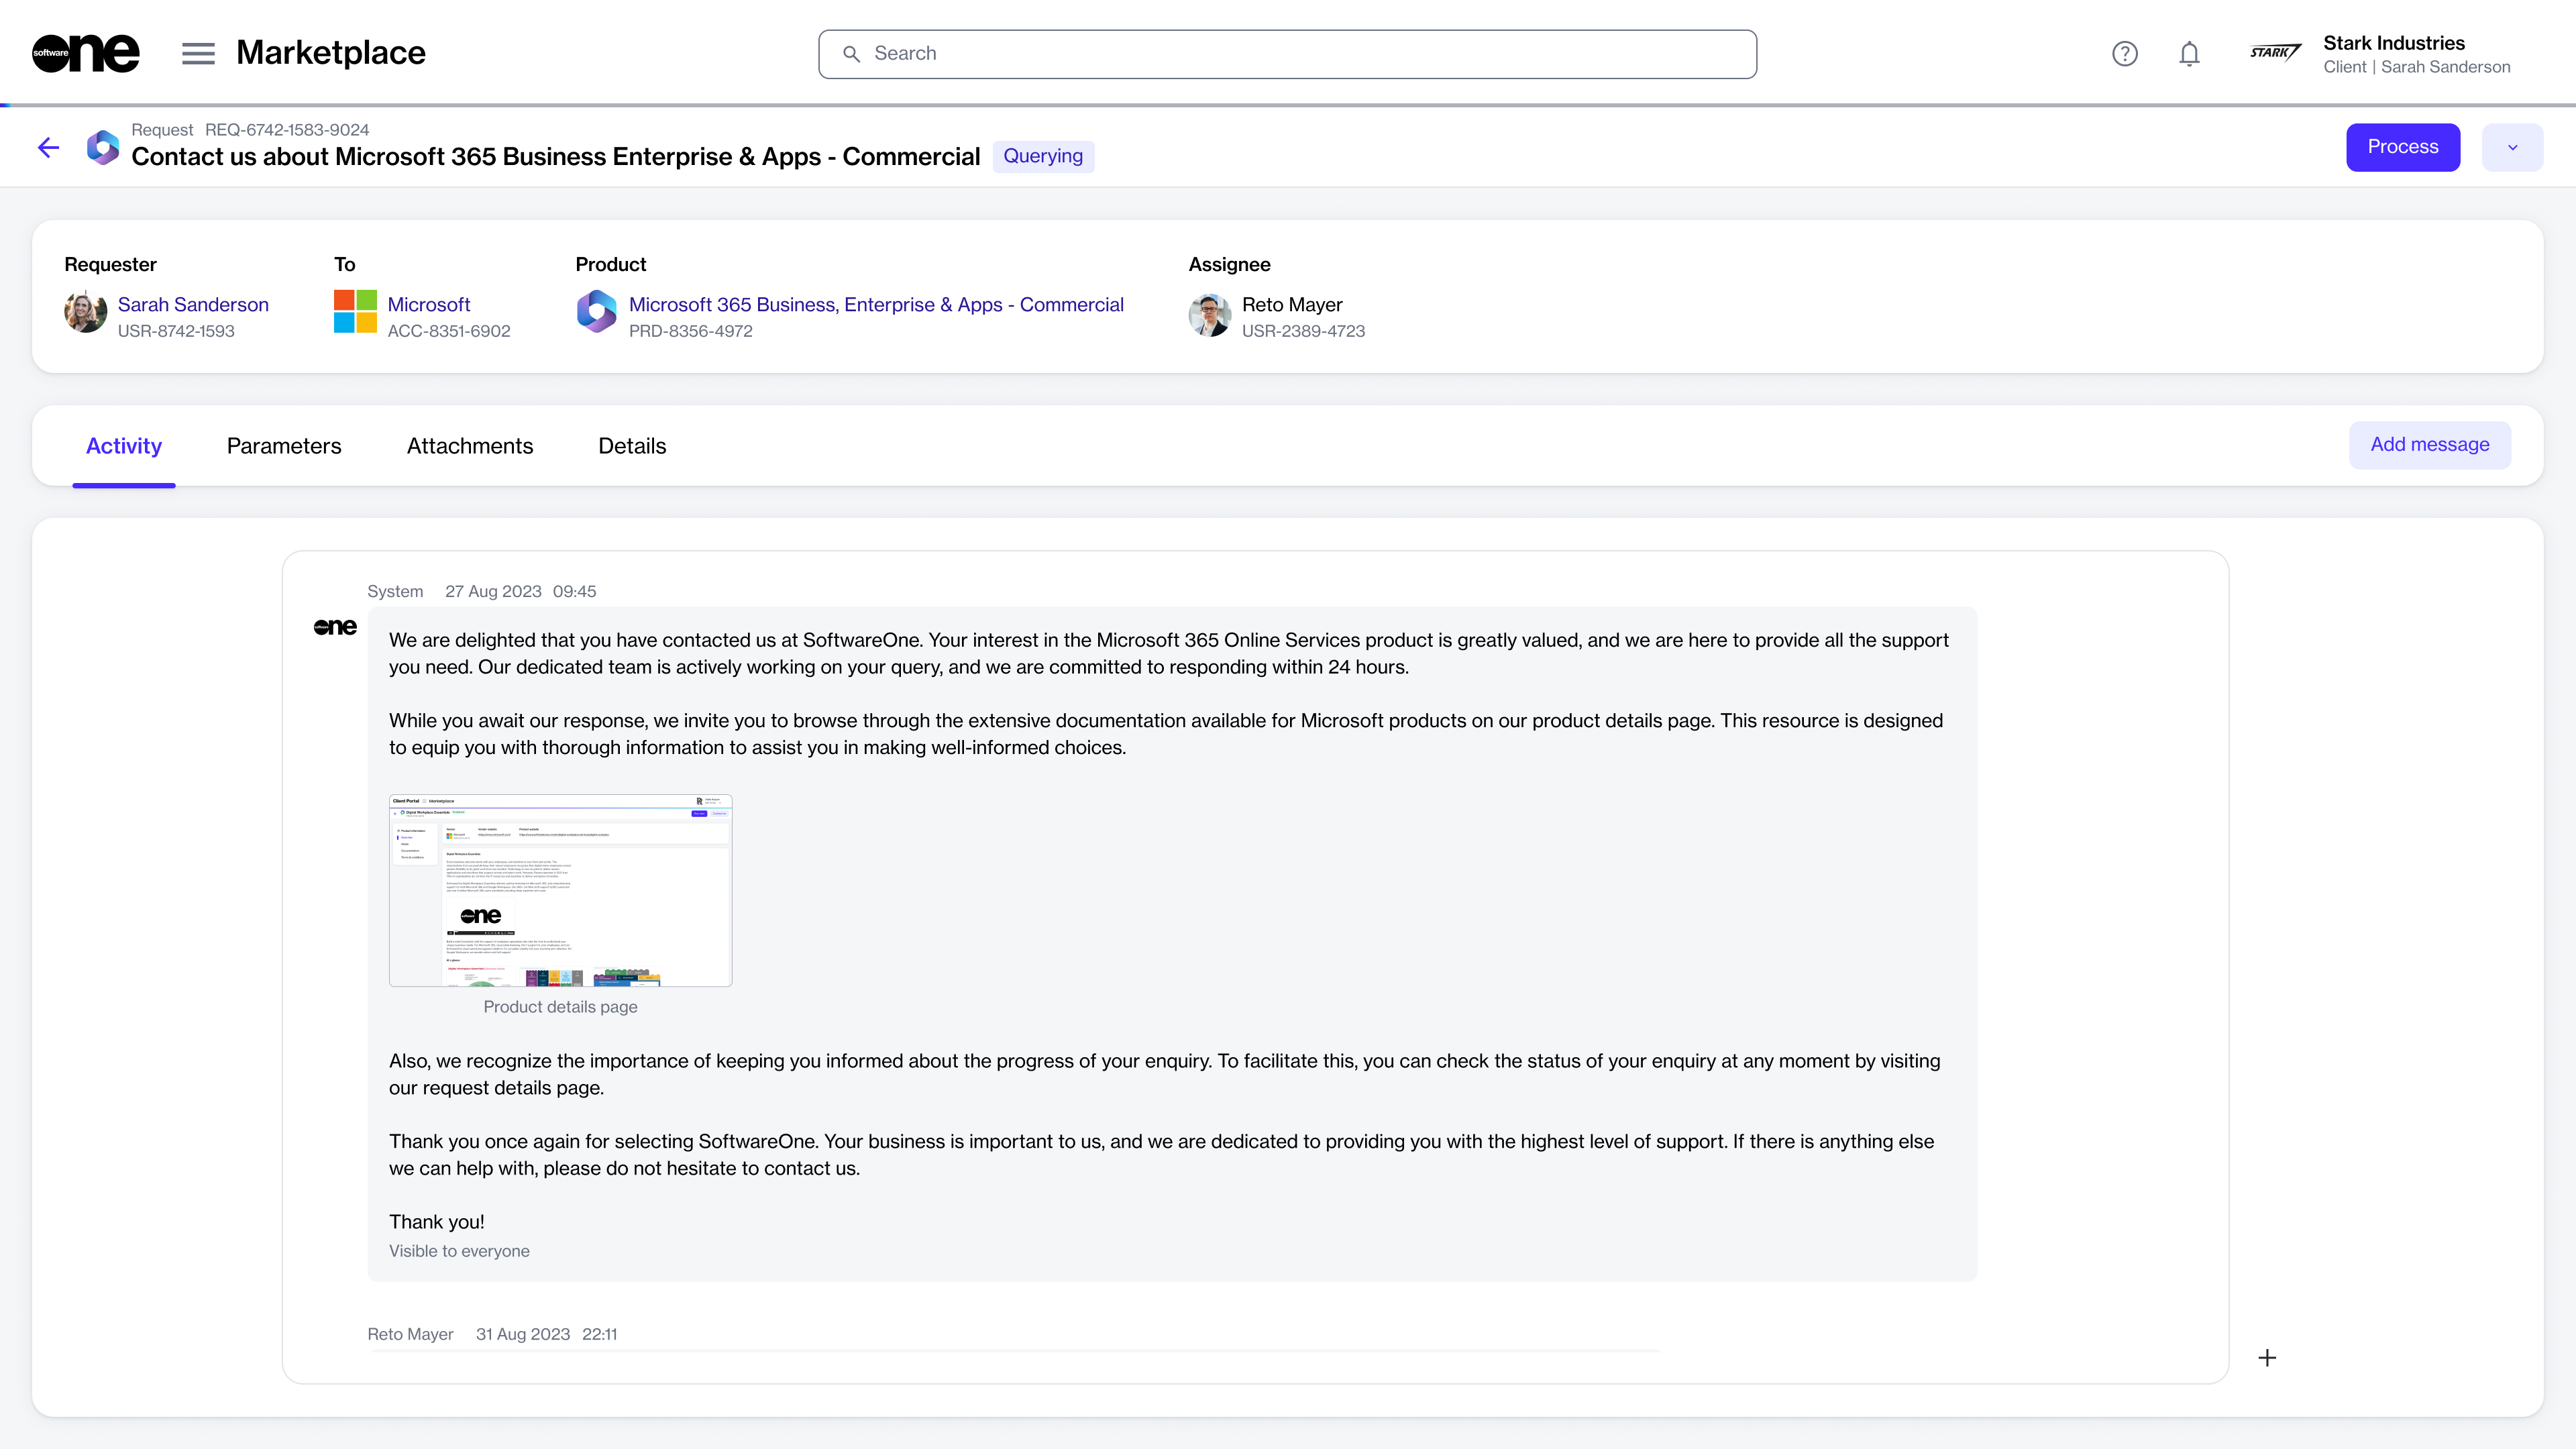 software one
Marketplace
Search
STARK
Stark Industries
Client | Sarah Sanderson
Request REQ-6742-1583-9024
Contact us about Microsoft 365 Business Enterprise & Apps - Commercial
Querying
Process
Requester
Sarah Sanderson
USR-8742-1593
To
Microsoft
ACC-8351-6902
Product
Microsoft 365 Business, Enterprise & Apps - Commercial
PRD-8356-4972
Assignee
Reto Mayer
USR-2389-4723
Activity
Parameters
Attachments
Details
Add message
System 27 Aug 2023 09:45
one
We are delighted that you have contacted us at SoftwareOne. Your interest in the Microsoft 365 Online Services product is greatly valued, and we are here to provide all the support
you need. Our dedicated team is actively working on your query, and we are committed to responding within 24 hours.
While you await our response, we invite you to browse through the extensive documentation available for Microsoft products on our product details page. This resource is designed
to equip you with thorough information to assist you in making well-informed choices.
Client Portal Marketplace
Digital Workplace Essentials
one
Product details page
Also, we recognize the importance of keeping you informed about the progress of your enquiry. To facilitate this, you can check the status of your enquiry at any moment by visiting
our request details page.
Thank you once again for selecting SoftwareOne. Your business is important to us, and we are dedicated to providing you with the highest level of support. If there is anything else
we can help with, please do not hesitate to contact us.
Thank you!
Visible to everyone
Reto Mayer 31 Aug 2023 22:11